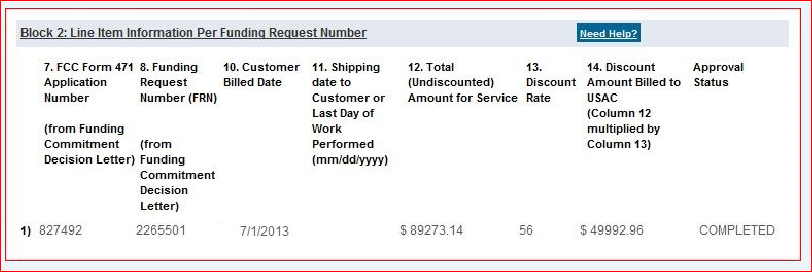 Block 2: Line Item Information Per Funding Request Number
Need Help?
7. FCC Form 471
Application
Number
(from Funding
Commitment
Decision Letter)
8. Funding
Request
Number (FRN)
(from
Funding
Commitment
Decision
Letter)
10. Customer
Billed Date
11. Shipping
date to
Customer or
Last Day of
Work
Performed
(mm/dd/yyyy)
12. Total
(Undiscounted)
Amount for Service
13.
Discount
Rate
14. Discount
Amount Billed to
USAC
(Column 12
multiplied by
Column 13)
Approval
Status
1) 827492 2265501 7/1/2013 $ 89273.14 56 $ 49992.96 COMPLETED